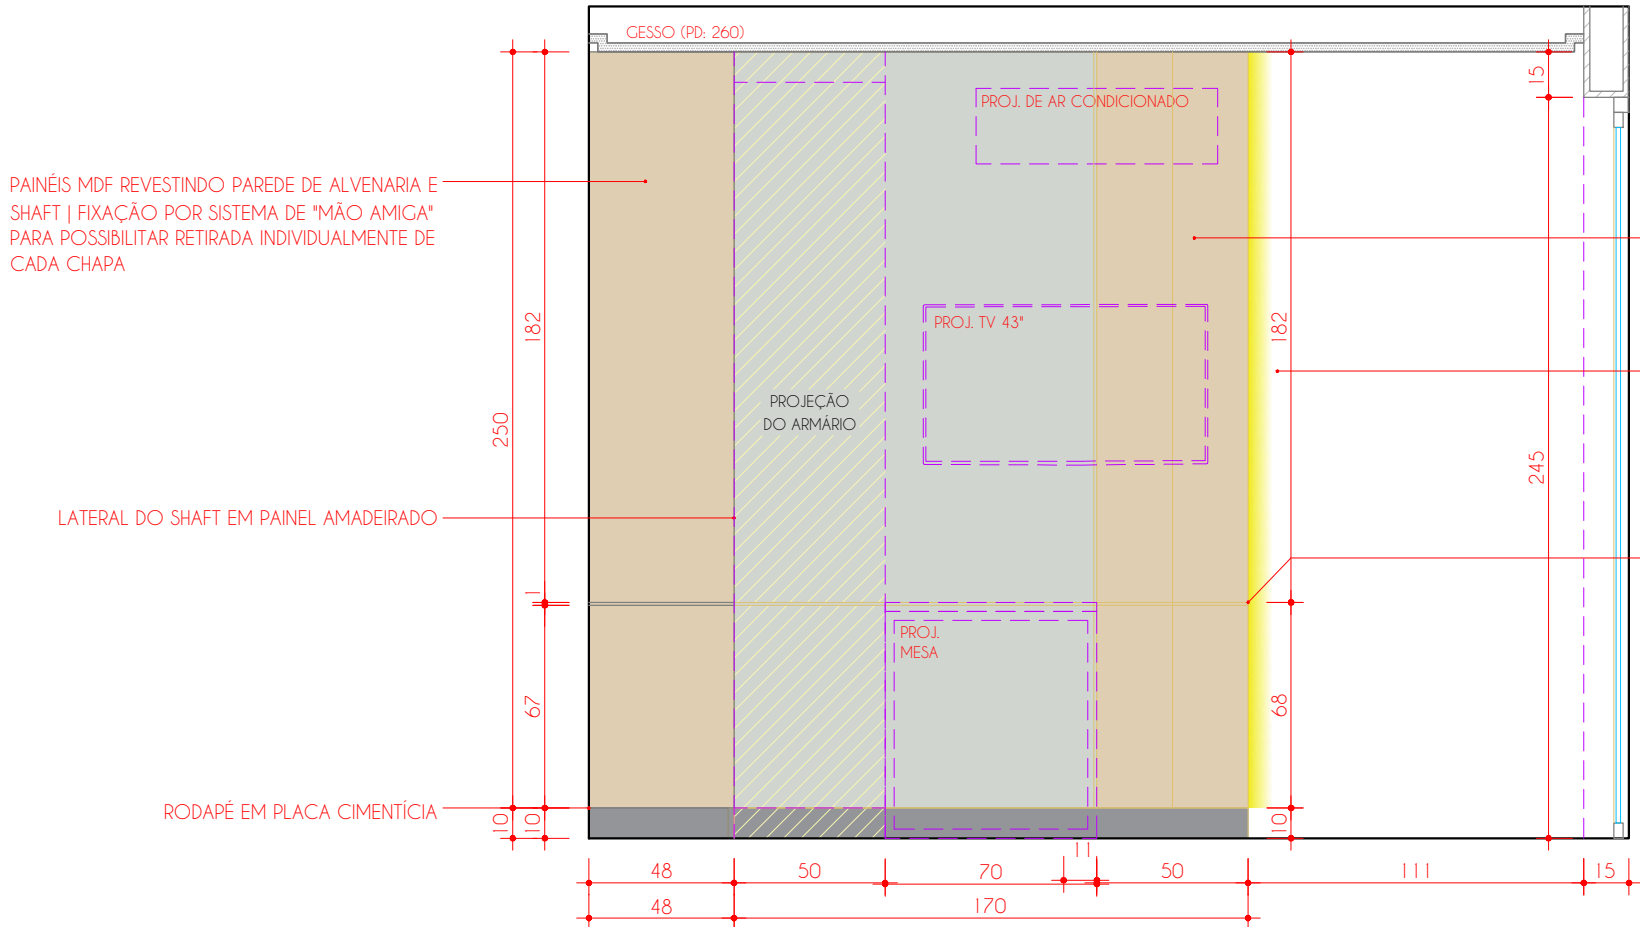 GESSO (PD: 260)
15
PROJ. DE AR CONDICIONADO
PAINÉIS MDF REVESTINDO PAREDE DE ALVENARIA E
SHAFT | FIXAÇÃO POR SISTEMA DE "MÃO AMIGA"
PARA POSSIBILITAR RETIRADA INDIVIDUALMENTE DE
CADA CHAPA
182
PROJ. TV 43"
182
PROJEÇÃO
DO ARMÁRIO
250
245
LATERAL DO SHAFT EM PAINEL AMADEIRADO
1
PROJ.
MESA
67
68
RODAPÉ EM PLACA CIMENTÍCIA
10
10
10
11
48
50
70
50
111
15
48
170